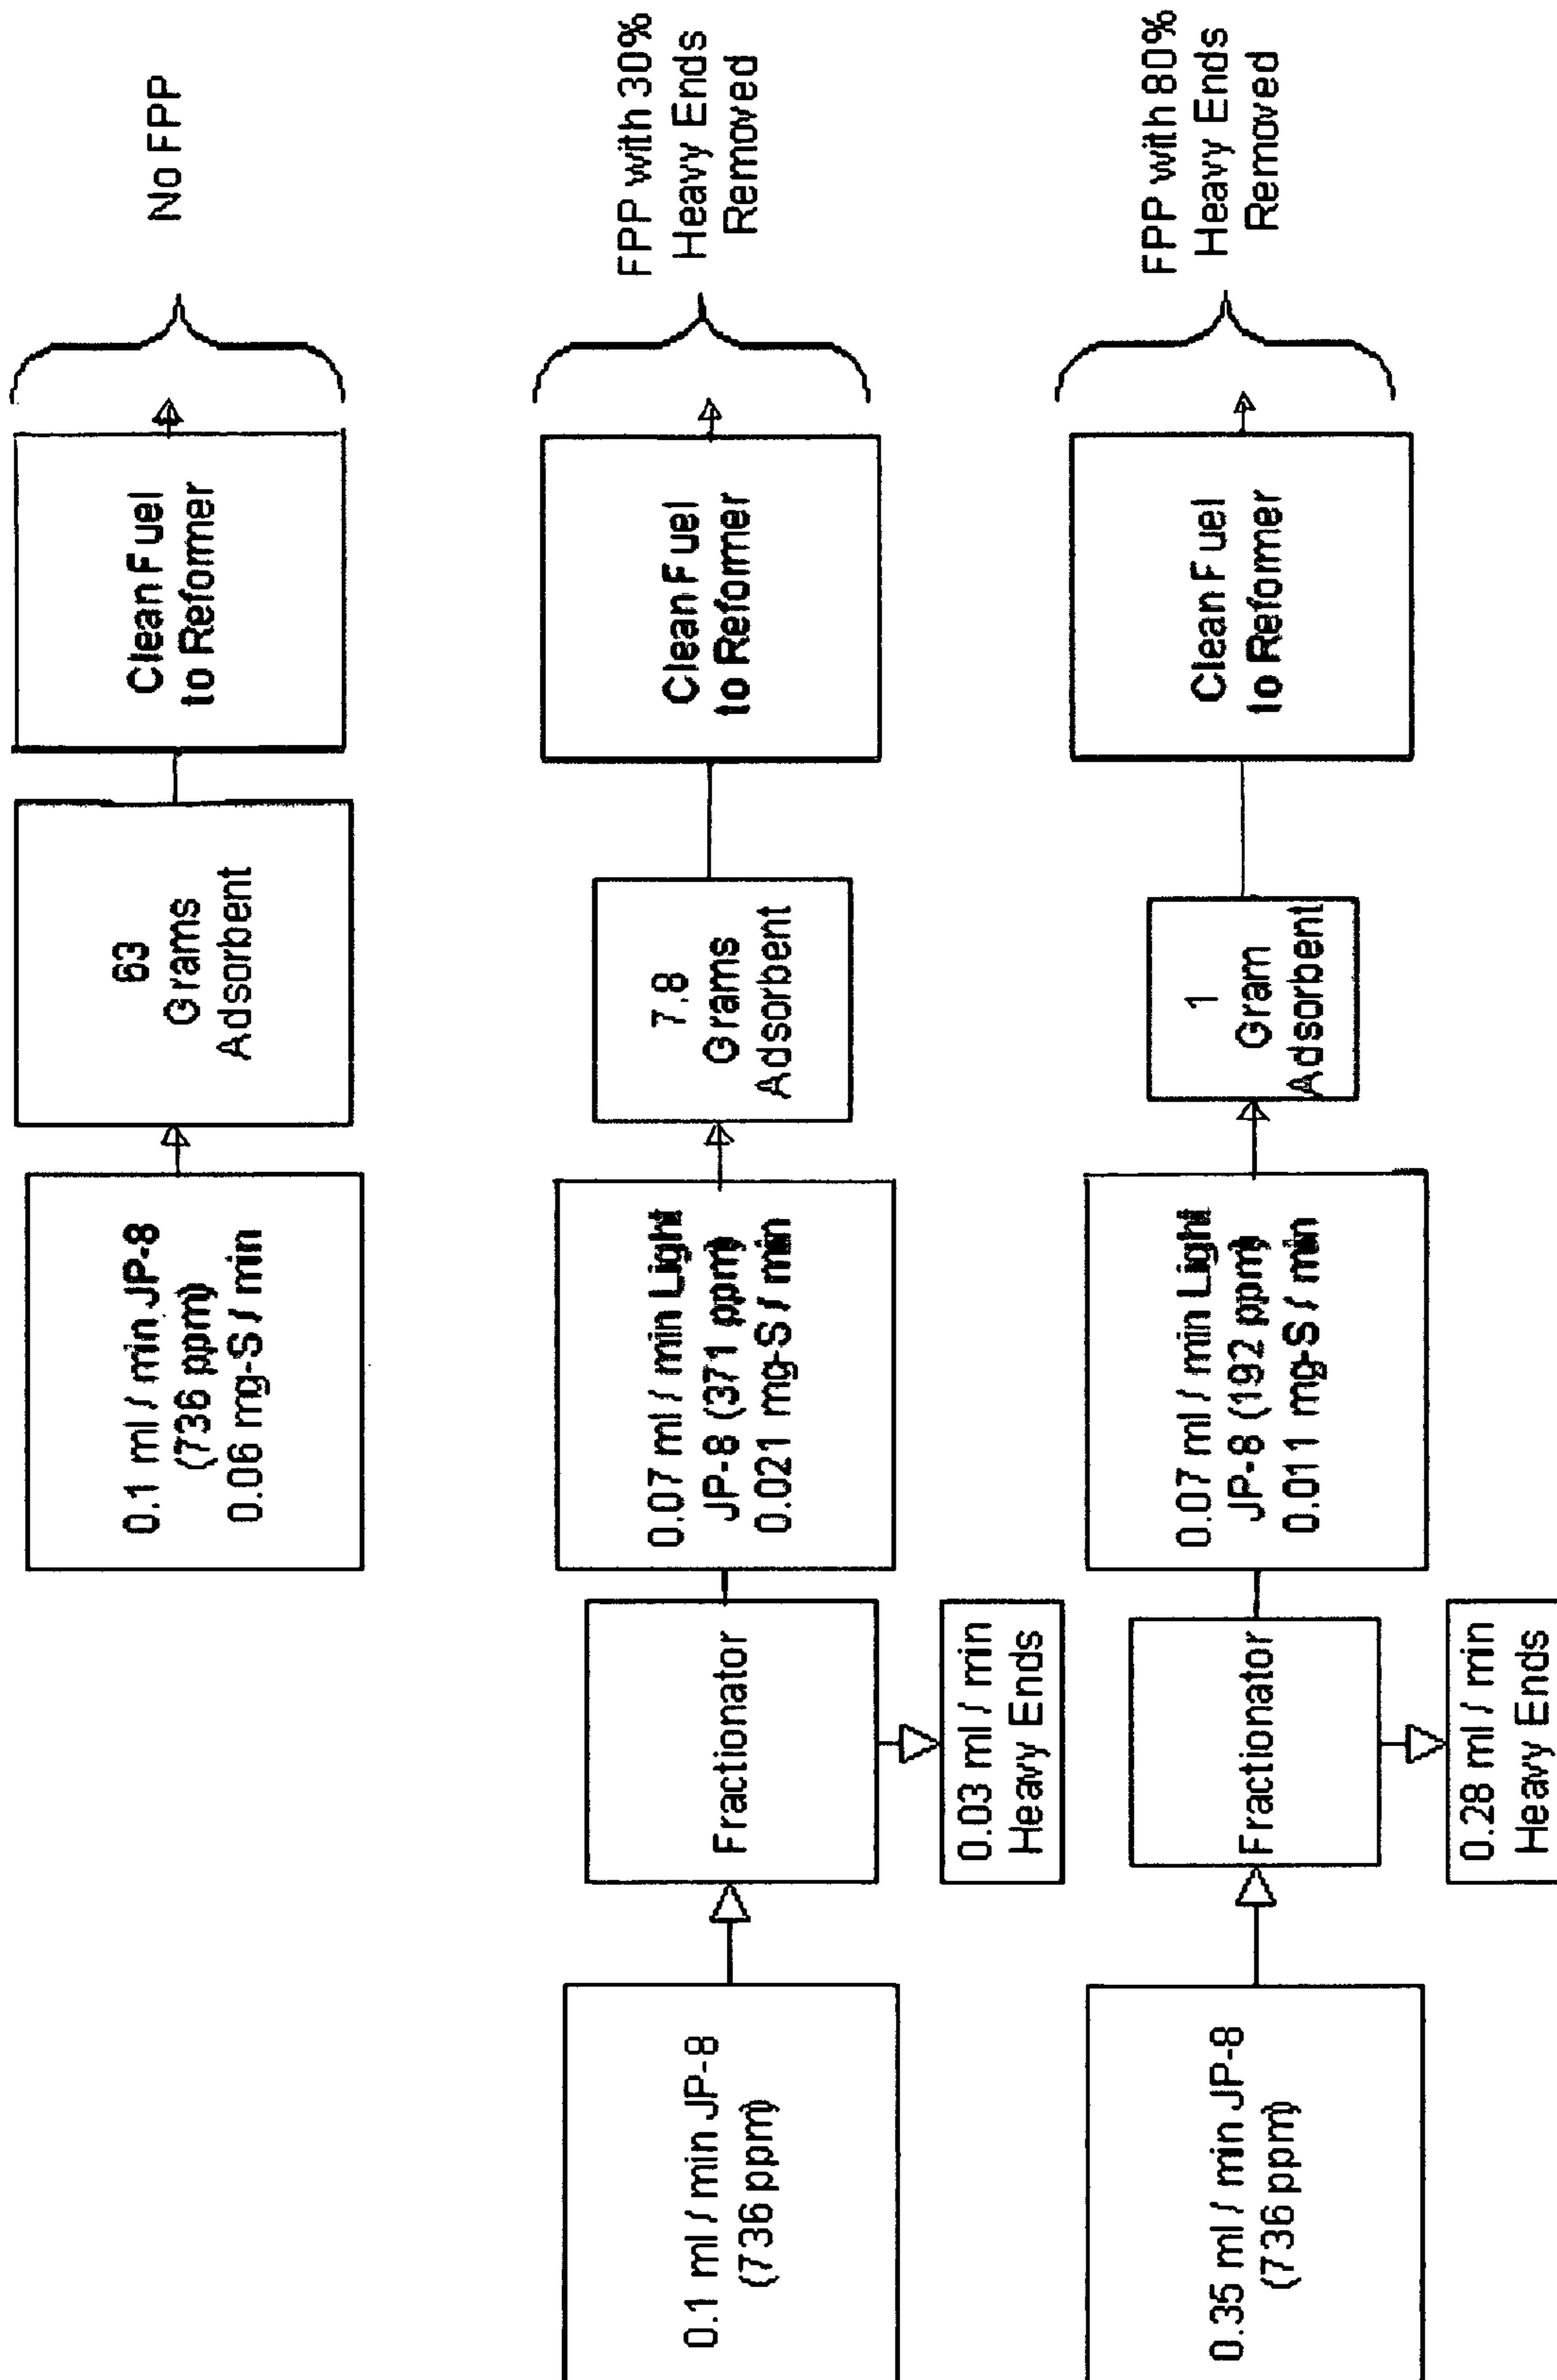 0.1 ml / min JP-8
(736 ppm)
0.06 mg-S / min
63
Grams
Adsorbent
Clean Fuel
to Reformer
No FPP
0.1 ml / min JP-8
(736 ppm)
Fractionator
0.03 ml / min
Heavy Ends
0.07 ml / min Light
JP-8 (371 ppm)
0.021 mg-S / min
7.8
Grams
Adsorbent
Clean Fuel
to Reformer
FPP with 30%
Heavy Ends
Removed
0.35 ml / min JP-8
(736 ppm)
Fractionator
0.28 ml / min
Heavy Ends
0.07 ml / min Light
JP-8 (192 ppm)
0.011 mg-S / min
1
Gram
Adsorbent
Clean Fuel
to Reformer
FPP with 80%
Heavy Ends
Removed